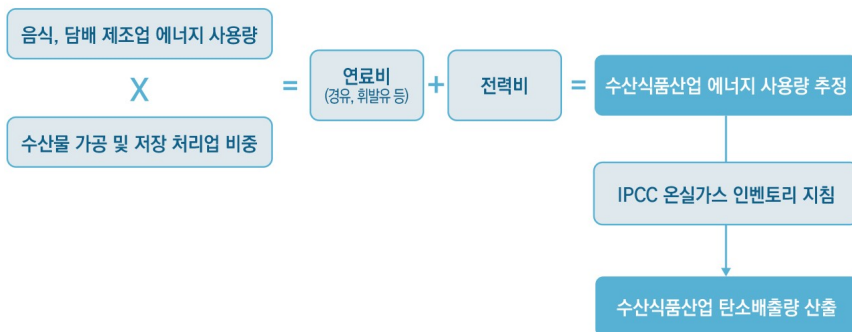 음식, 담배 제조업 에너지 사용량
X
수산물 가공 및 저장 처리업 비중
=
연료비
(경유, 휘발유 등)
+
전력비
=
수산식품산업 에너지 사용량 추정
IPCC 온실가스 인벤토리 지침
수산식품산업 탄소배출량 산출